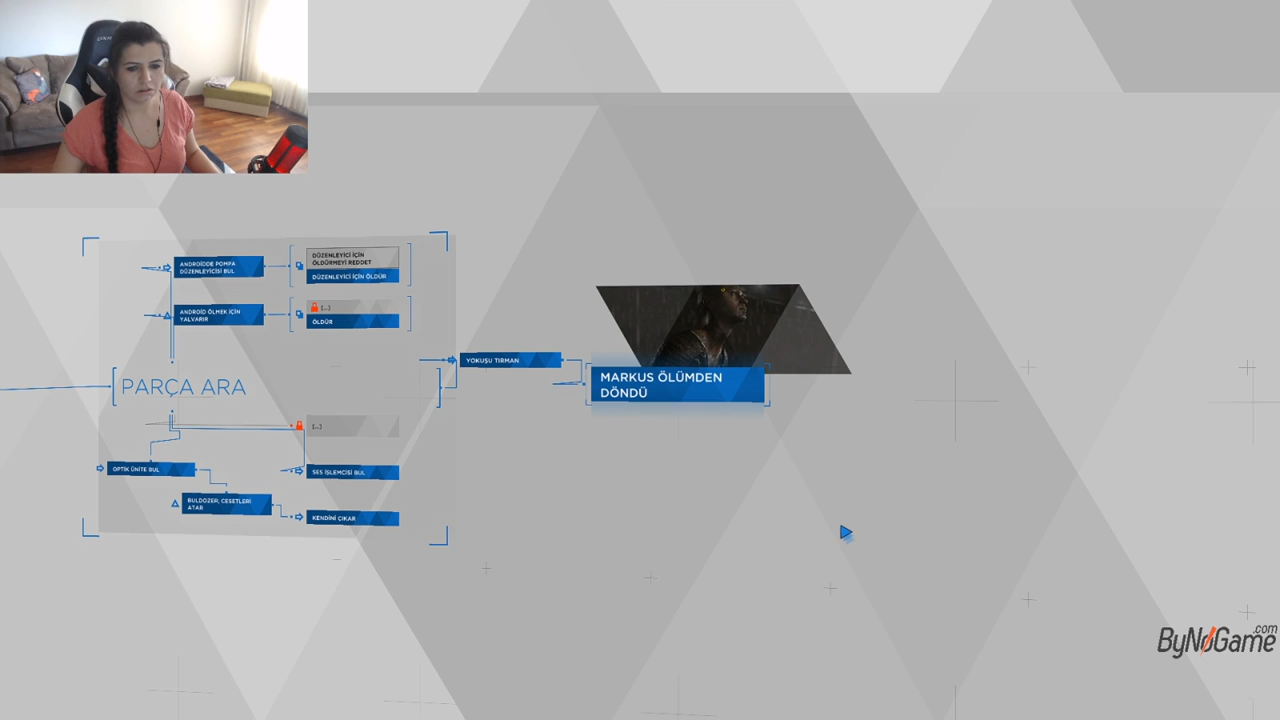 ANDROİDDE POMPA
DÜZENLEYİCİSİ BUL
DÜZENLEYİCİ İÇİN
ÖLDÜRMEYİ REDDET
DÜZENLEYİCİ İÇİN ÖLDÜR
ANDROİD ÖLMEK İÇİN
YALVARIR
[...]
ÖLDÜR
YOKUŞU TIRMAN
MARKUS ÖLÜMDEN
DÖNDÜ
PARÇA ARA
[...]
OPTİK ÜNİTE BUL
SES İŞLEMCİSİ BUL
BULDOZER, CESETLERİ
ATAR
KENDİNİ ÇIKAR
ByNoGame.com